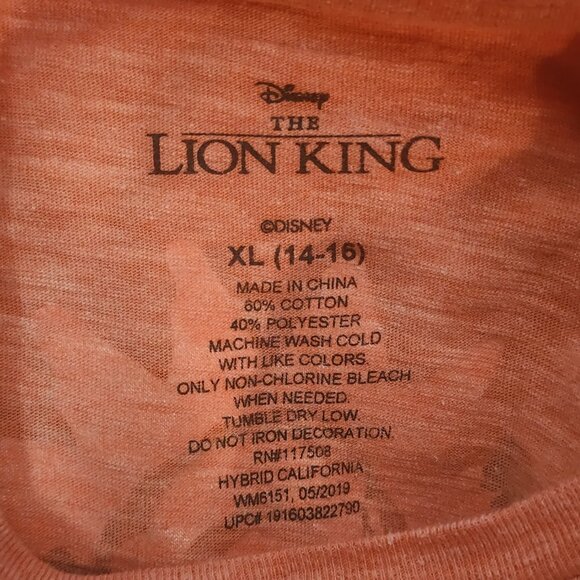 Disney
THE
LION KING
©DISNEY
XL (14-16)
MADE IN CHINA
60% COTTON
40% POLYESTER
MACHINE WASH COLD
WITH LIKE COLORS.
ONLY NON-CHLORINE BLEACH
WHEN NEEDED.
TUMBLE DRY LOW.
DO NOT IRON DECORATION.
RN#117508
HYBRID CALIFORNIA
WM6151, 05/2019
UPC# 191603822790